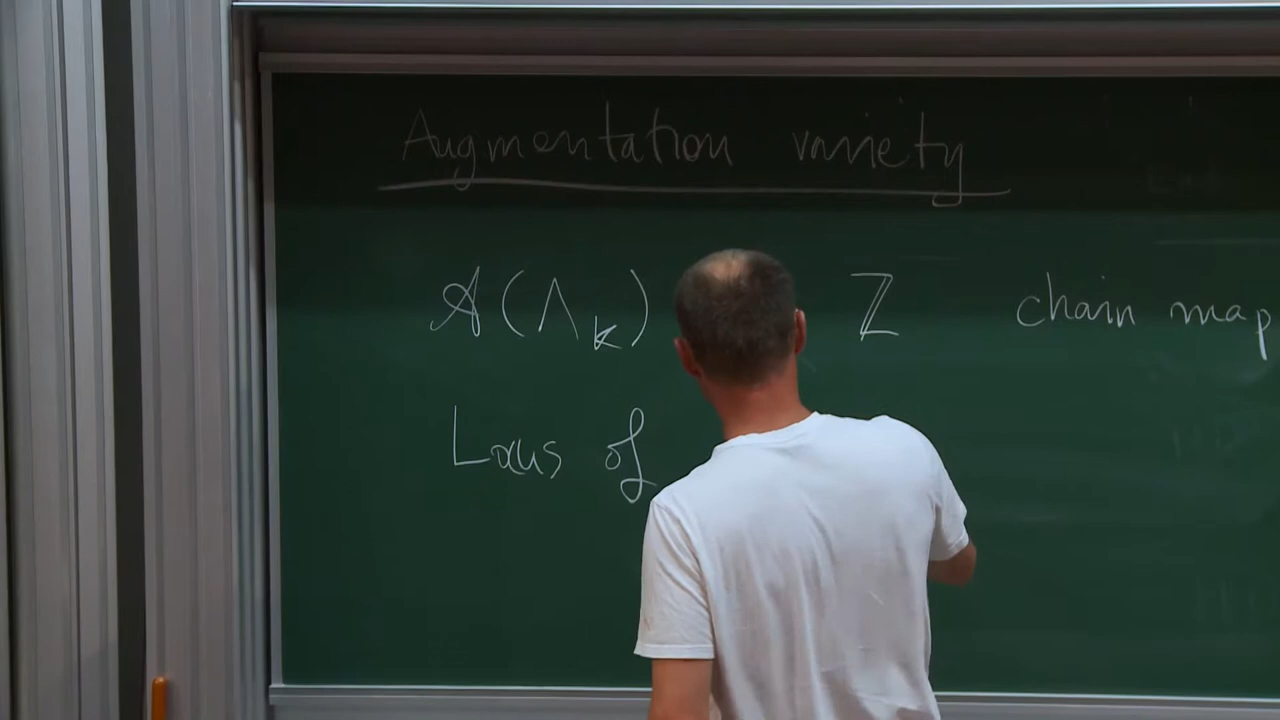 Augmentation variety
𝒜(Λ_K) ℤ chain map
Locus of